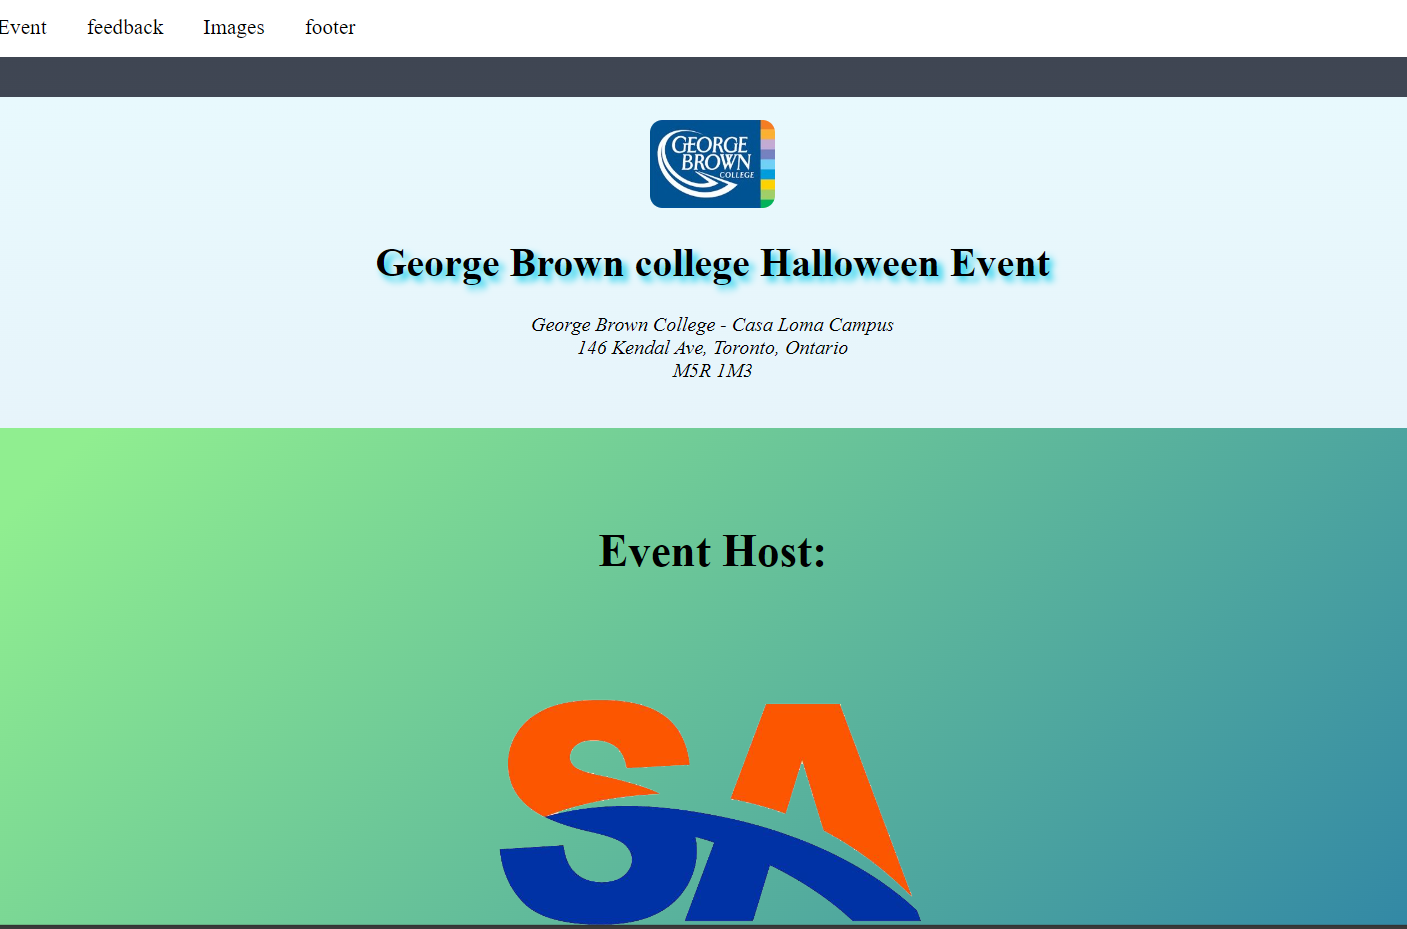 Event feedback Images footer
GEORGE
BROWN
COLLEGE
George Brown college Halloween Event
George Brown College - Casa Loma Campus
146 Kendal Ave, Toronto, Ontario
M5R 1M3
Event Host:
SA